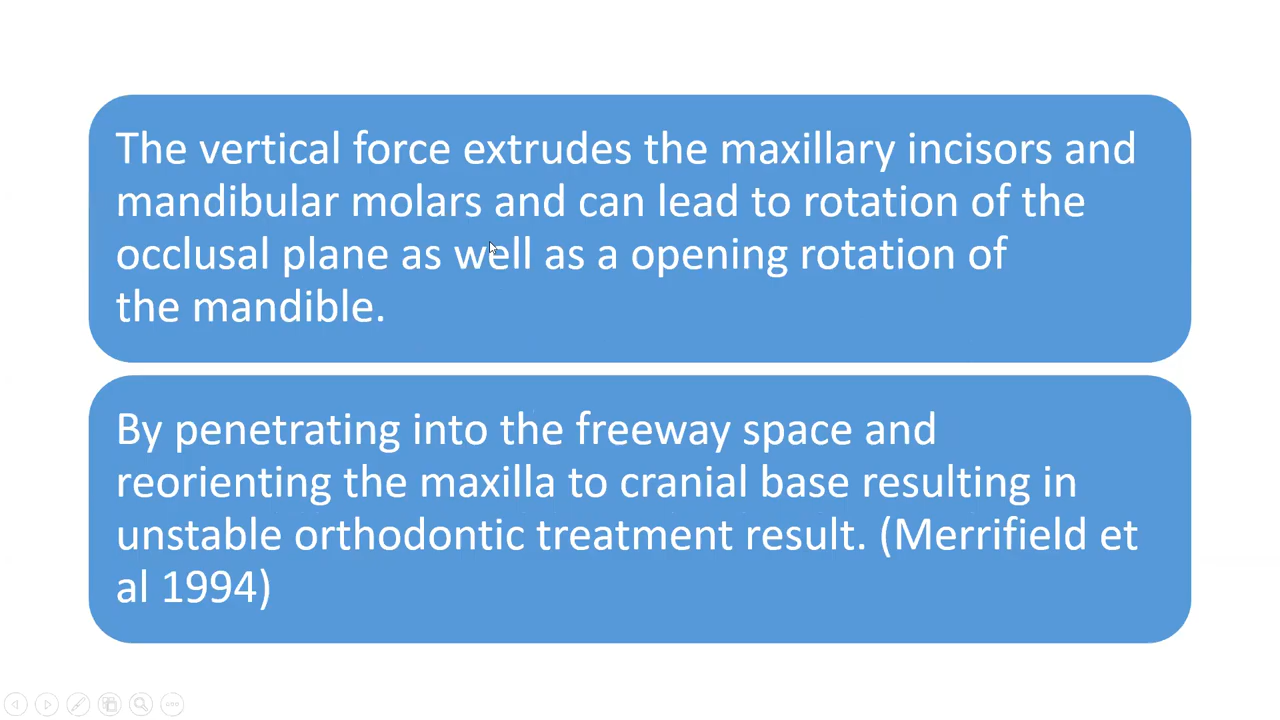 The vertical force extrudes the maxillary incisors and
mandibular molars and can lead to rotation of the
occlusal plane as well as a opening rotation of
the mandible.
By penetrating into the freeway space and
reorienting the maxilla to cranial base resulting in
unstable orthodontic treatment result. (Merrifield et
al 1994)